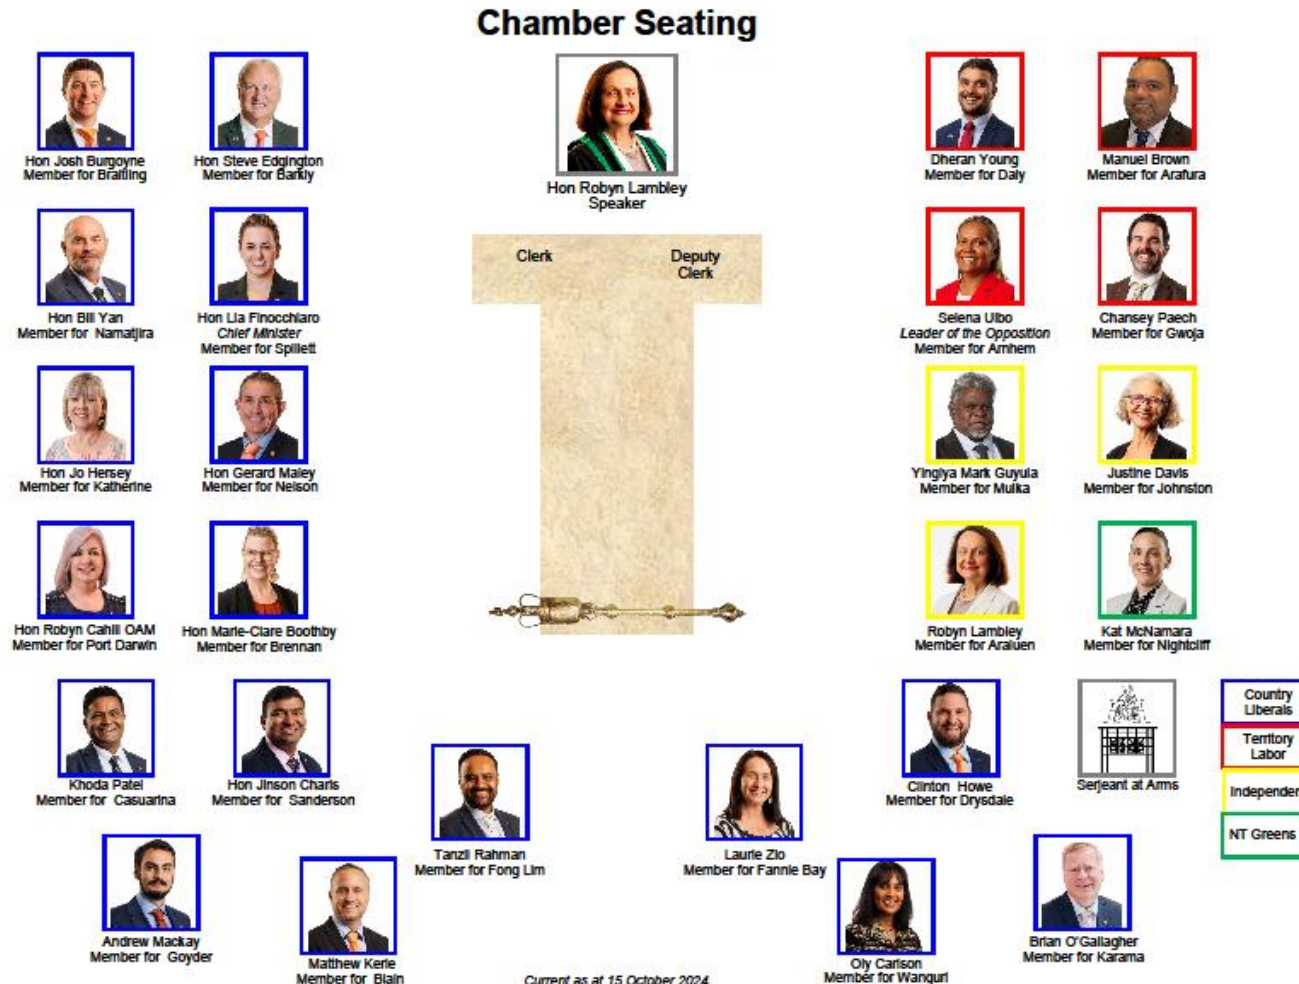 Chamber Seating
Hon Josh Burgoyne
Member for Braitling
Hon Steve Edgington
Member for Barkly
Hon Robyn Lambley
Speaker
Dheran Young
Member for Daly
Manuel Brown
Member for Arafura
Hon Bill Yan
Member for Namatjira
Hon Lia Finocchiaro
Chief Minister
Member for Spillett
Clerk
Deputy
Clerk
Selena Uibo
Leader of the Opposition
Member for Arnhem
Chansey Paech
Member for Gwoja
Hon Jo Hersey
Member for Katherine
Hon Gerard Maley
Member for Nelson
Yingiya Mark Guyula
Member for Mulka
Justine Davis
Member for Johnston
Hon Robyn Cahill OAM
Member for Port Darwin
Hon Marie-Clare Boothby
Member for Brennan
Robyn Lambley
Member for Araluen
Kat McNamara
Member for Nightcliff
Khoda Patel
Member for Casuarina
Hon Jinson Charls
Member for Sanderson
Tanzil Rahman
Member for Fong Lim
Laurie Zio
Member for Fannie Bay
Clinton Howe
Member for Drysdale
Serjeant at Arms
Country
Liberals
Territory
Labor
Independen
NT Greens
Andrew Mackay
Member for Goyder
Matthew Kerle
Member for Blain
Oly Carlson
Member for Wanguri
Brian O'Gallagher
Member for Karama
Current as at 15 October 2024.